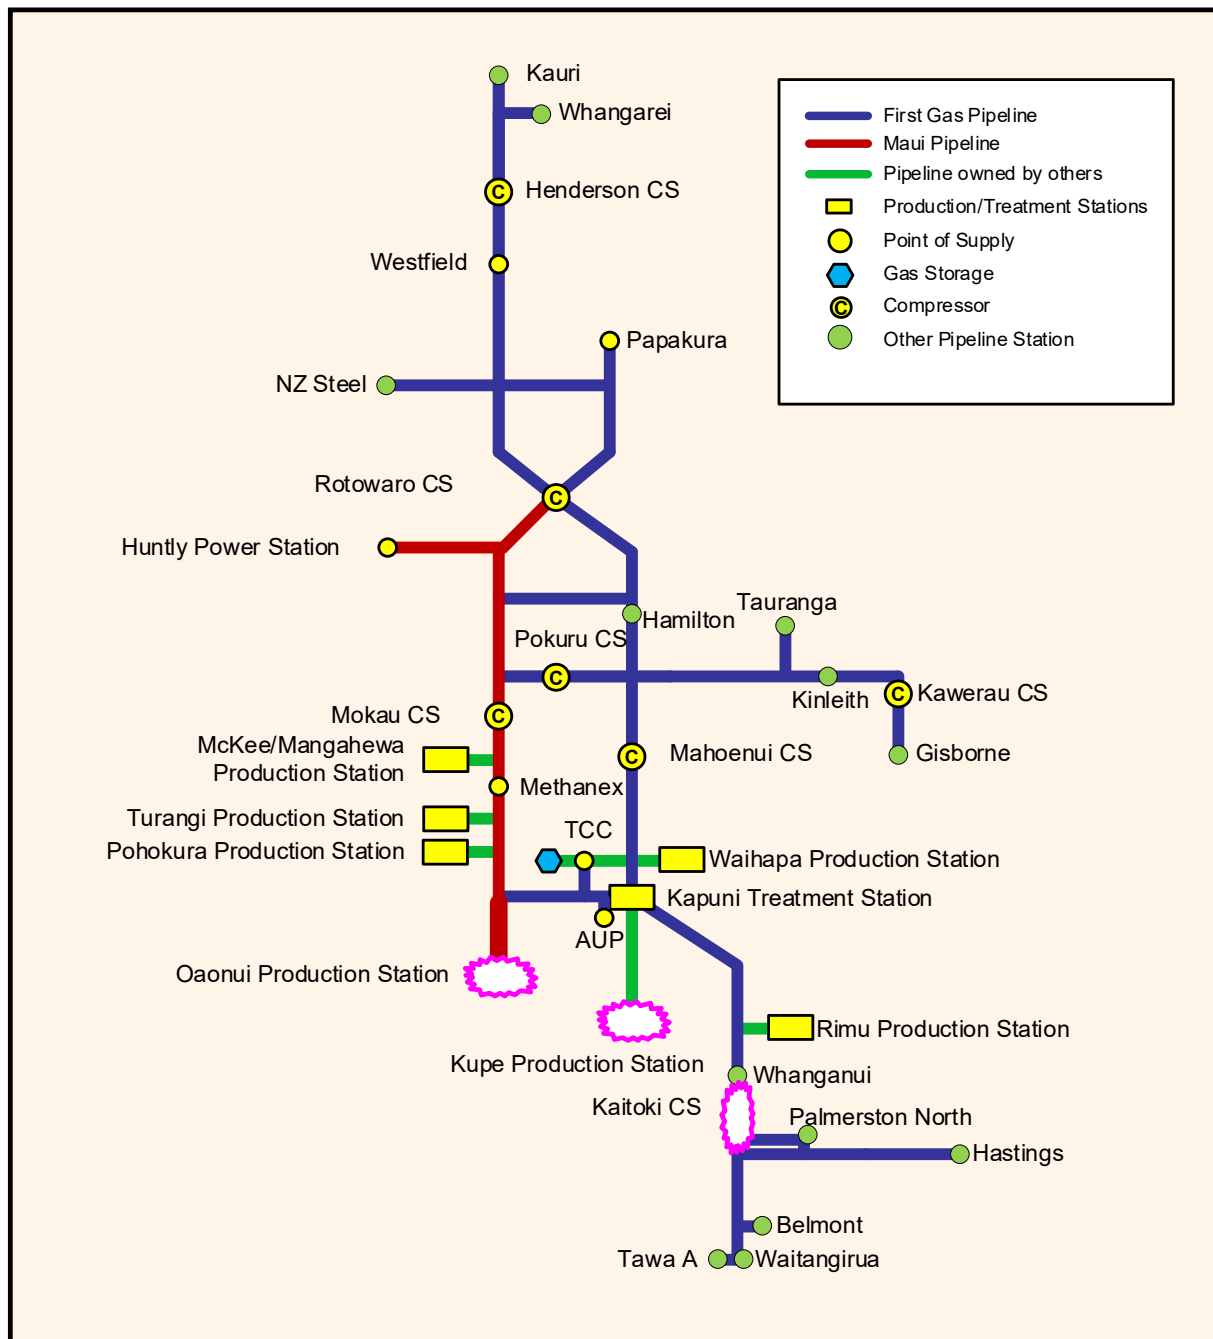 Kauri
Whangarei
Henderson CS
Westfield
Papakura
NZ Steel
Rotowaro CS
C
C
Huntly Power Station
First Gas Pipeline
Maui Pipeline
Pipeline owned by others
Production/Treatment Stations
Point of Supply
Gas Storage
C
Compressor
Other Pipeline Station
Tauranga
Hamilton
Pokuru CS
C
Kinleith
C
Kawerau CS
Mokau CS
C
McKee/Mangahewa
Production Station
C
Mahoenui CS
Gisborne
Methanex
Turangi Production Station
TCC
Pohokura Production Station
Waihapa Production Station
Kapuni Treatment Station
AUP
Oaonui Production Station
Rimu Production Station
Kupe Production Station
Whanganui
Kaitoki CS
Palmerston North
Hastings
Belmont
Tawa A
Waitangirua